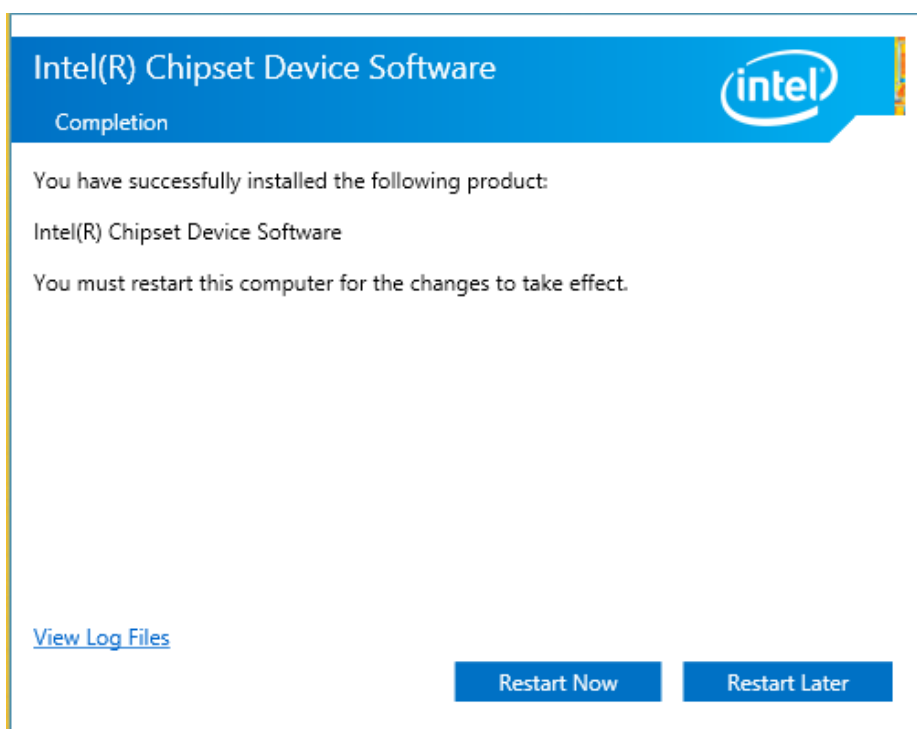 Intel(R) Chipset Device Software
intel
Completion
You have successfully installed the following product:
Intel(R) Chipset Device Software
You must restart this computer for the changes to take effect.
View Log Files
Restart Now
Restart Later